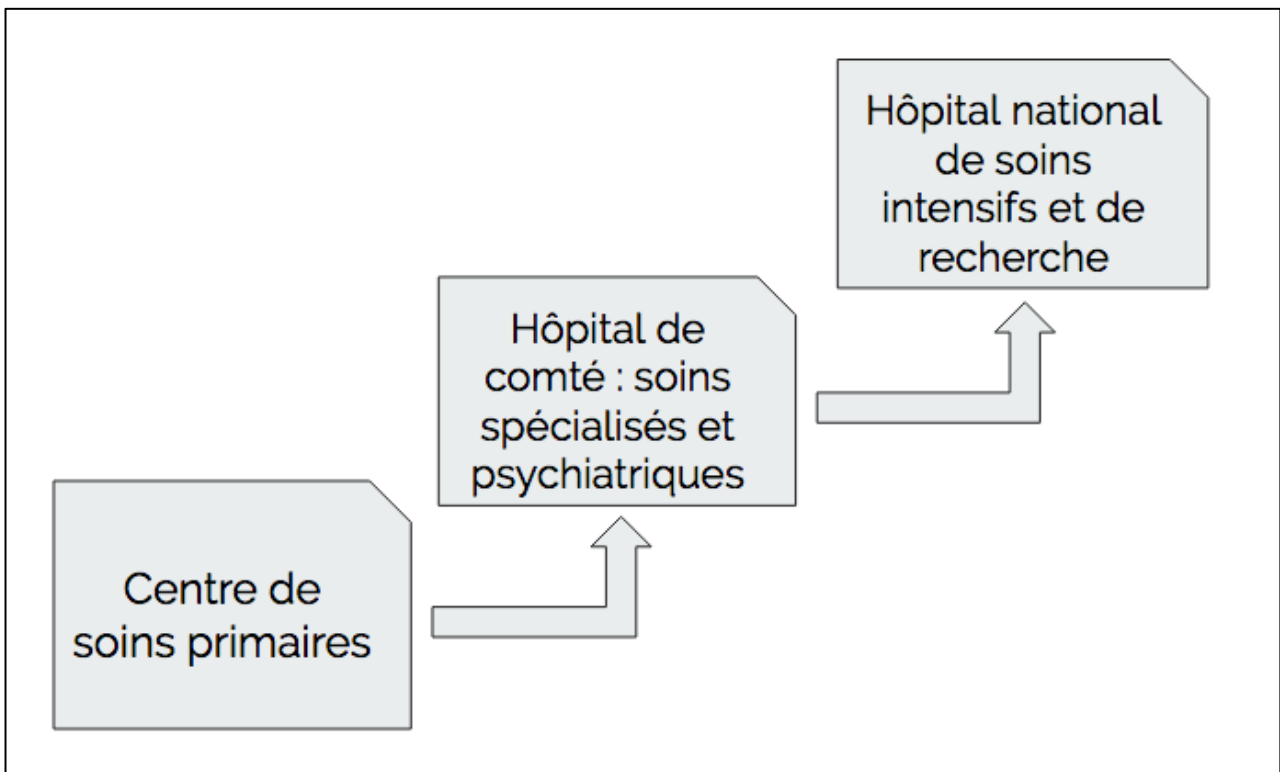 Hôpital national
de soins
intensifs et de
recherche
Hôpital de
comté : soins
spécialisés et
psychiatriques
Centre de
soins primaires